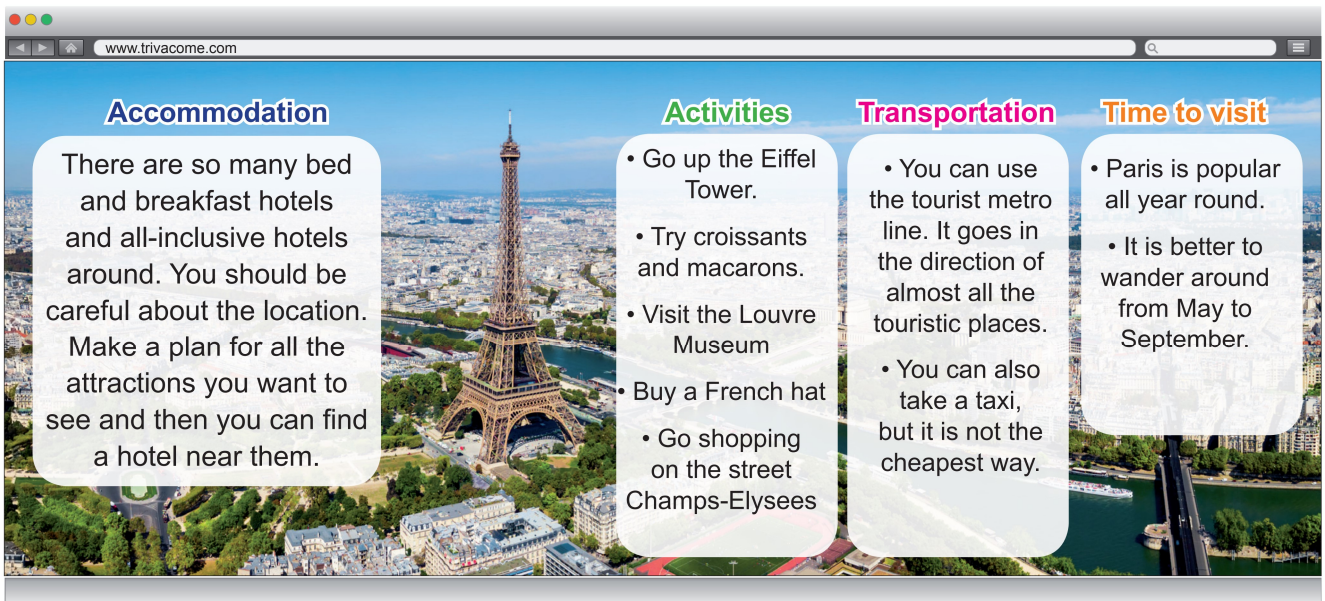 www.trivacome.com
Accommodation
There are so many bed
and breakfast hotels
and all-inclusive hotels
around. You should be
careful about the location.
Make a plan for all the
attractions you want to
see and then you can find
a hotel near them.
Activities
• Go up the Eiffel
Tower.
• Try croissants
and macarons.
• Visit the Louvre
Museum
• Buy a French hat
• Go shopping
on the street
Champs-Elysees
Transportation
• You can use
the tourist metro
line. It goes in
the direction of
almost all the
touristic places.
• You can also
take a taxi,
but it is not the
cheapest way.
Time to visit
• Paris is popular
all year round.
• It is better to
wander around
from May to
September.